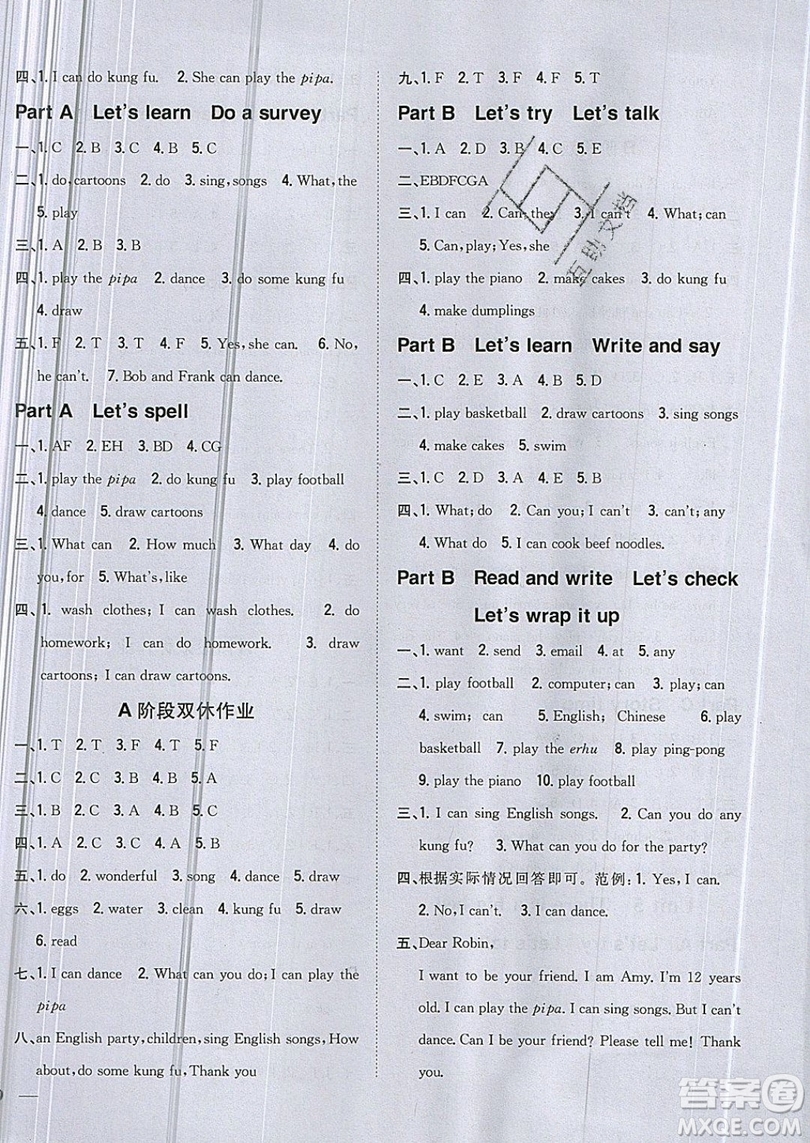 四、1. I can do kung fu. 2. She can play the pipa.
Part A Let's learn Do a survey
一、1. C 2. B 3. B 4. C 5. C
二、1. do, cartoons 2. do 3. sing, songs 4. What, the
5. play
三、1. B 2. A 3. B
四、1. play the pipa 2. dance 3. do some kung fu
4. draw
五、1. F 2. T 3. F 4. T 5. Yes, she can. 6. No,
he can't. 7. Bob and Frank can dance.
Part A Let's spell
一、1. AF 2. EH 3. BD 4. CG
二、1. play the pipa 2. do kung fu 3. play football
4. dance 5. draw cartoons
三、1. What can 2. How much 3. What day 4. do
you, for 5. What's, like
四、1. wash clothes; I can wash clothes. 2. do
homework; I can do homework. 3. draw
cartoons; I can draw cartoons.
A 阶段双休作业
一、1. T 2. T 3. F 4. T 5. F
二、1. C 2. C 3. B 4. B 5. A
三、1. B 2. C 3. A 4. C 5. B
四、1. A 2. C 3. A 4. C 5. B
五、1. do 2. wonderful 3. song 4. dance 5. draw
六、1. eggs 2. water 3. clean 4. kung fu 5. draw
6. read
七、1. I can dance 2. What can you do; I can play the
pipa
八、an English party, children, sing English songs, How
about, do some kung fu, Thank you
九、1. F 2. T 3. F 4. F 5. T
Part B Let's try Let's talk
一、1. A 2. D 3. B 4. C 5. E
二、EBDFCGA
三、1. I can 2. Can they 3. I can't 4. What; can
5. Can, play; Yes, she
四、1. play the piano 2. make cakes 3. do kung fu
4. make dumplings
Part B Let's learn Write and say
一、1. C 2. E 3. A 4. B 5. D
二、1. play basketball 2. draw cartoons 3. sing songs
4. make cakes 5. swim
三、1. C 2. D 3. A 4. E 5. B
四、1. What; do 2. Can you; I can't 3. can't; any
4. What do 5. I can cook beef noodles.
Part B Read and write Let's check
Let's wrap it up
一、1. want 2. send 3. email 4. at 5. any
二、1. play football 2. computer; can 3. play; can
4. swim; can 5. English; Chinese 6. play
basketball 7. play the erhu 8. play ping-pong
9. play the piano 10. play football
三、1. I can sing English songs. 2. Can you do any
kung fu? 3. What can you do for the party?
四、根据实际情况回答即可。范例：1. Yes, I can.
2. No, I can't. 3. I can dance.
五、Dear Robin,
I want to be your friend. I am Amy. I'm 12 years
old. I can play the pipa. I can sing songs. But I can't
dance. Can I be your friend? Please tell me! Thank
you.
答案圈
MXQE.COM